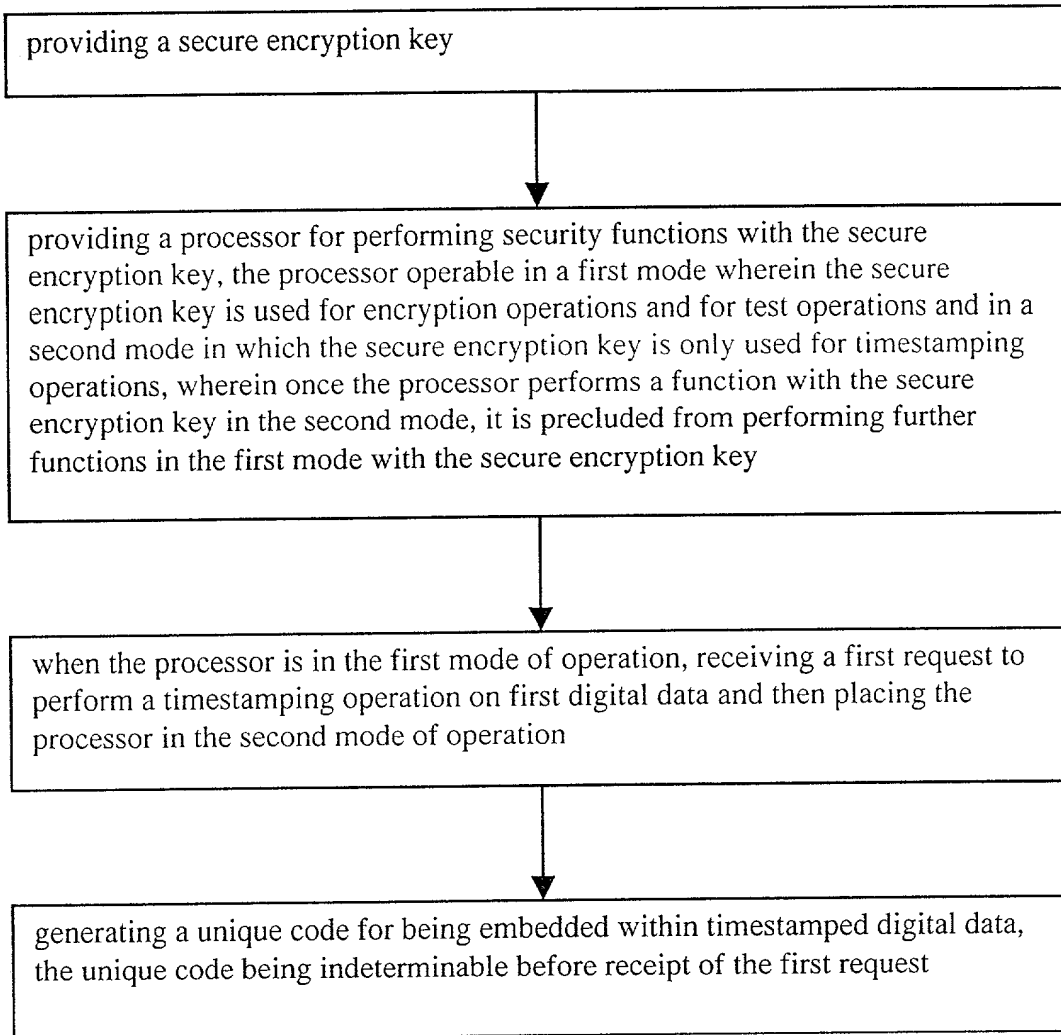 providing a secure encryption key
providing a processor for performing security functions with the secure
encryption key, the processor operable in a first mode wherein the secure
encryption key is used for encryption operations and for test operations and in a
second mode in which the secure encryption key is only used for timestamping
operations, wherein once the processor performs a function with the secure
encryption key in the second mode, it is precluded from performing further
functions in the first mode with the secure encryption key
when the processor is in the first mode of operation, receiving a first request to
perform a timestamping operation on first digital data and then placing the
processor in the second mode of operation
generating a unique code for being embedded within timestamped digital data,
the unique code being indeterminable before receipt of the first request